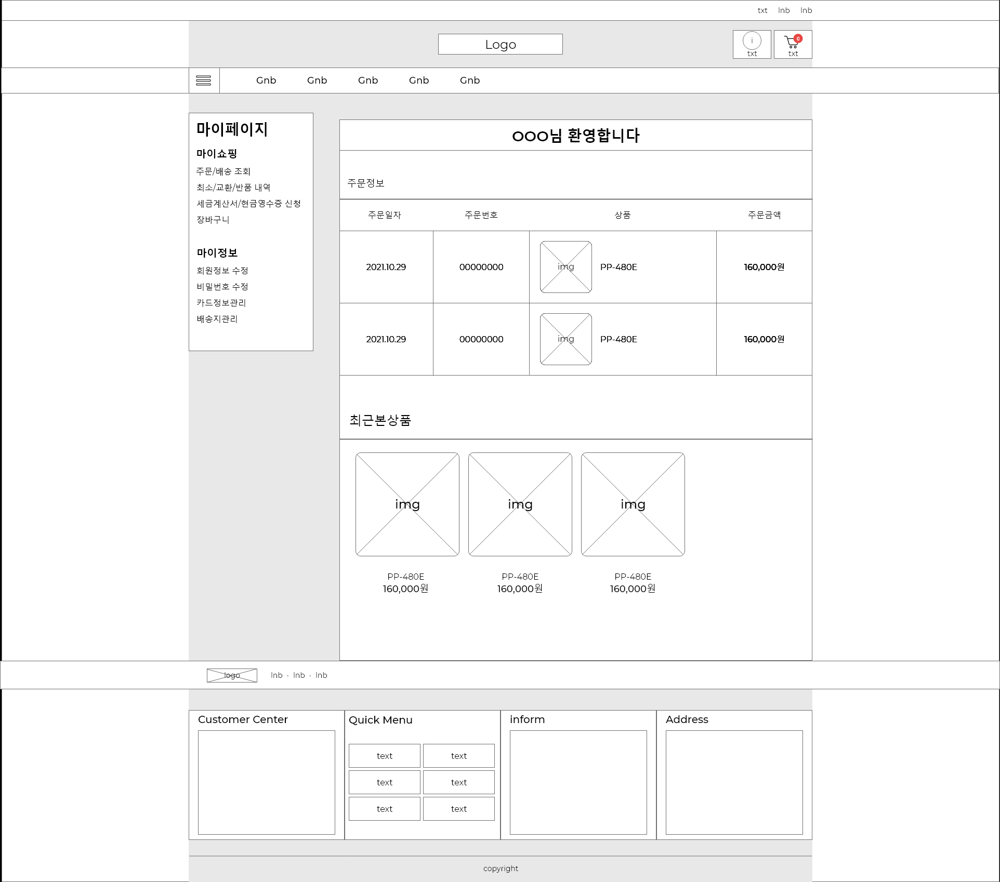 txt lnb lnb
Logo
i
txt
0
txt
Gnb Gnb Gnb Gnb Gnb
마이페이지
마이쇼핑
주문/배송 조회
최소/교환/반품 내역
세금계산서/현금영수증 신청
장바구니
마이정보
회원정보 수정
비밀번호 수정
카드정보관리
배송지관리
OOO님 환영합니다
주문정보
주문일자 주문번호 상품 주문금액
2021.10.29 00000000 img PP-480E 160,000원
2021.10.29 00000000 img PP-480E 160,000원
최근본상품
img img img
PP-480E PP-480E PP-480E
160,000원 160,000원 160,000원
logo lnb · lnb · lnb
Customer Center
Quick Menu
text text
text text
text text
inform
Address
copyright